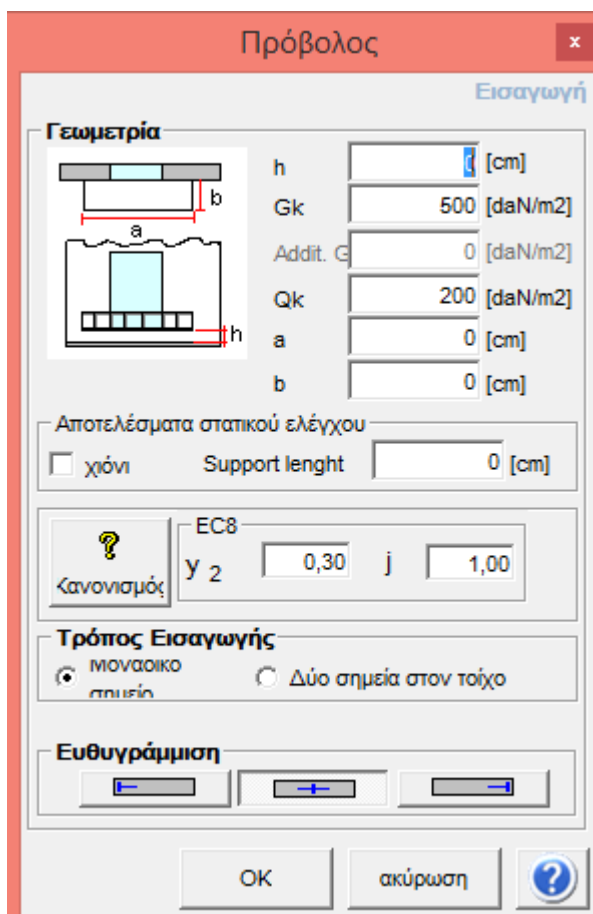 Πρόβολος
x
Εισαγωγή
Γεωμετρία
b
a
h
h [cm]
Gk 500 [daN/m2]
Addit. G 0 [daN/m2]
Qk 200 [daN/m2]
a 0 [cm]
b 0 [cm]
Αποτελέσματα στατικού ελέγχου
χιόνι Support lenght 0 [cm]
EC8
? Κανονισμός
y 2 0,30 j 1,00
Τρόπος Εισαγωγής
Μοναδικό
σημείο
Δύο σημεία στον τοίχο
Ευθυγράμμιση
OK ακύρωση ?